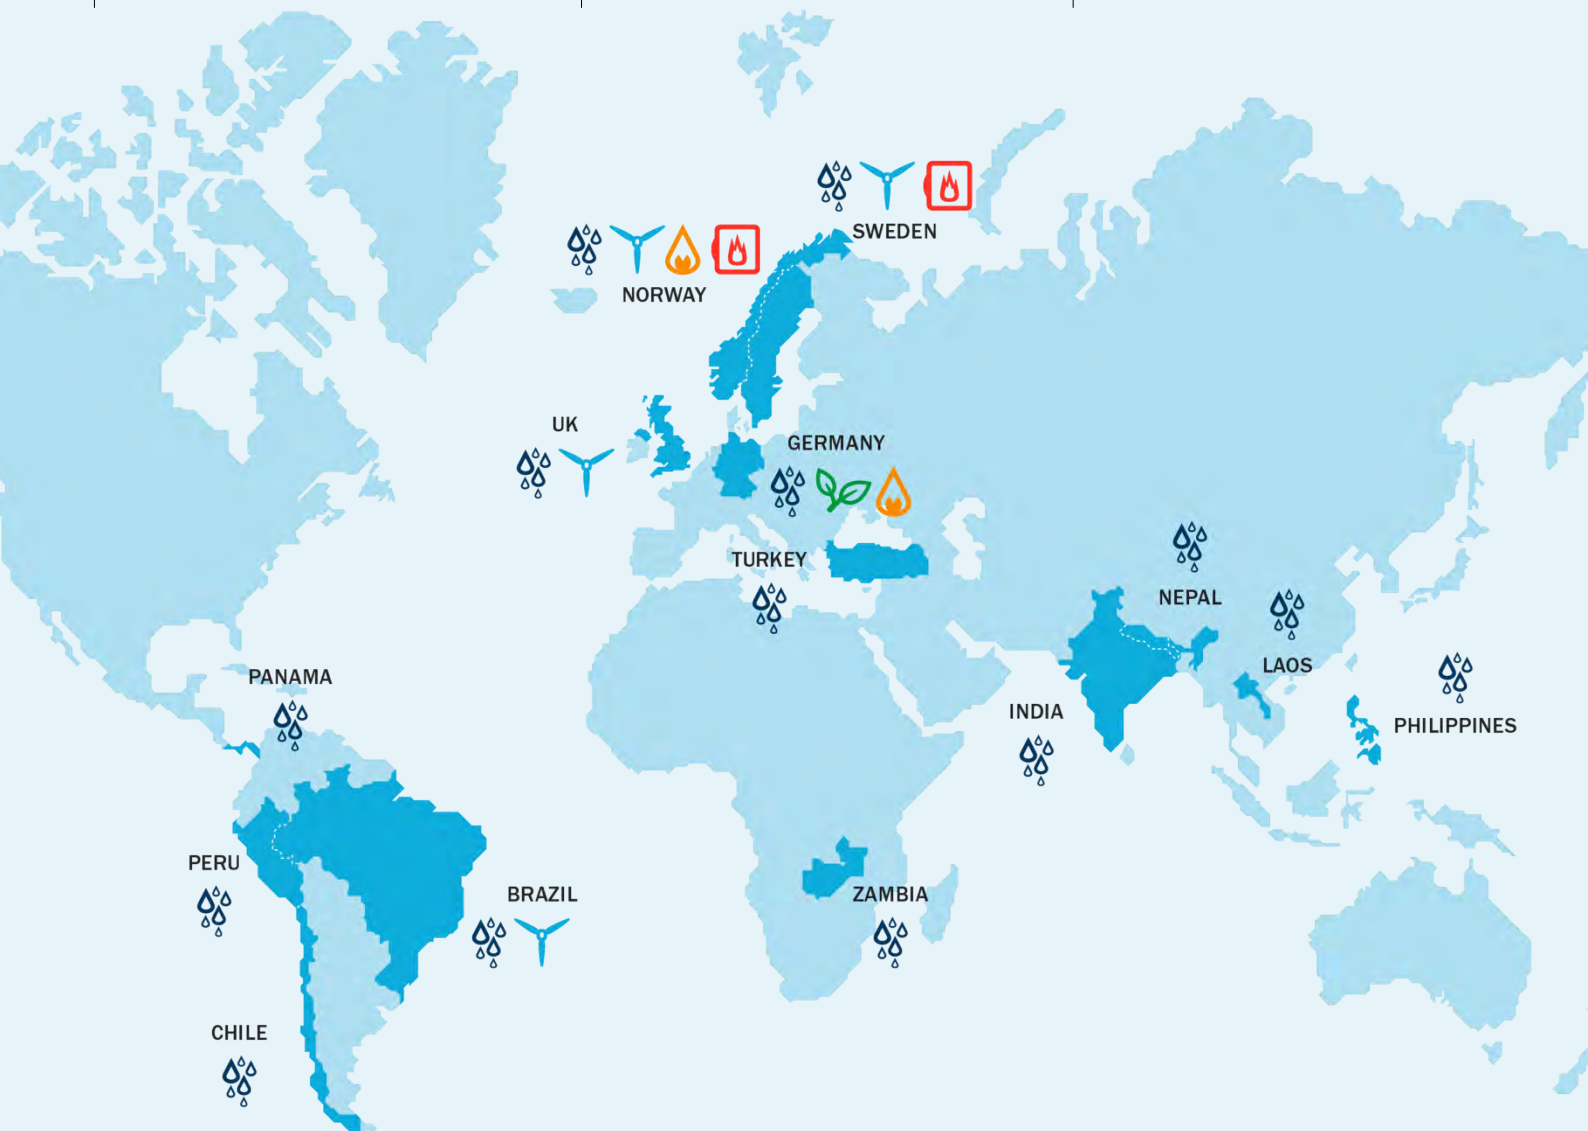 SWEDEN
NORWAY
UK
GERMANY
TURKEY
NEPAL
LAOS
PANAMA
INDIA
PHILIPPINES
PERU
BRAZIL
ZAMBIA
CHILE